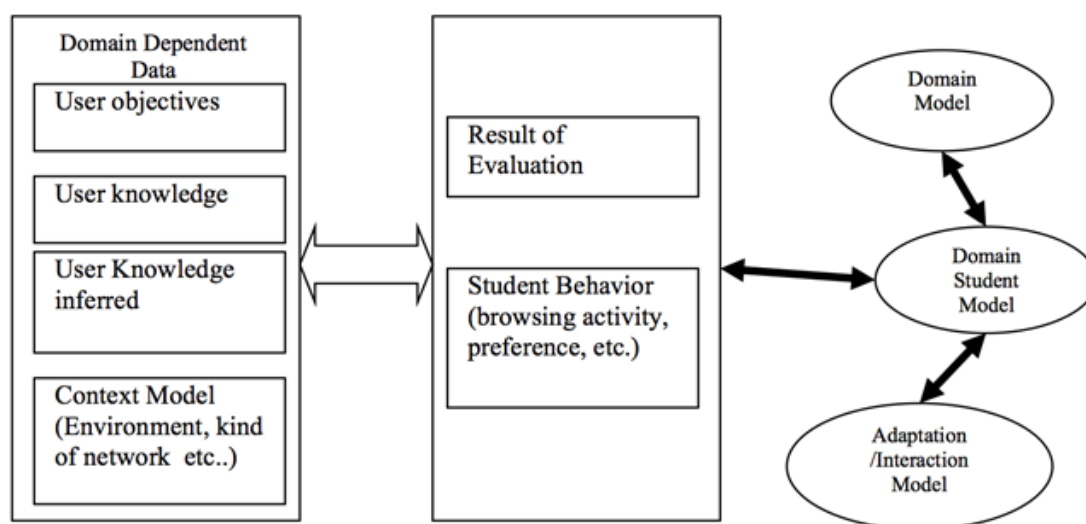 Domain Dependent
Data
User objectives
User knowledge
User Knowledge
inferred
Context Model
(Environment, kind
of network etc..)
Result of
Evaluation
Student Behavior
(browsing activity,
preference, etc.)
Domain
Model
Domain
Student
Model
Adaptation
/Interaction
Model